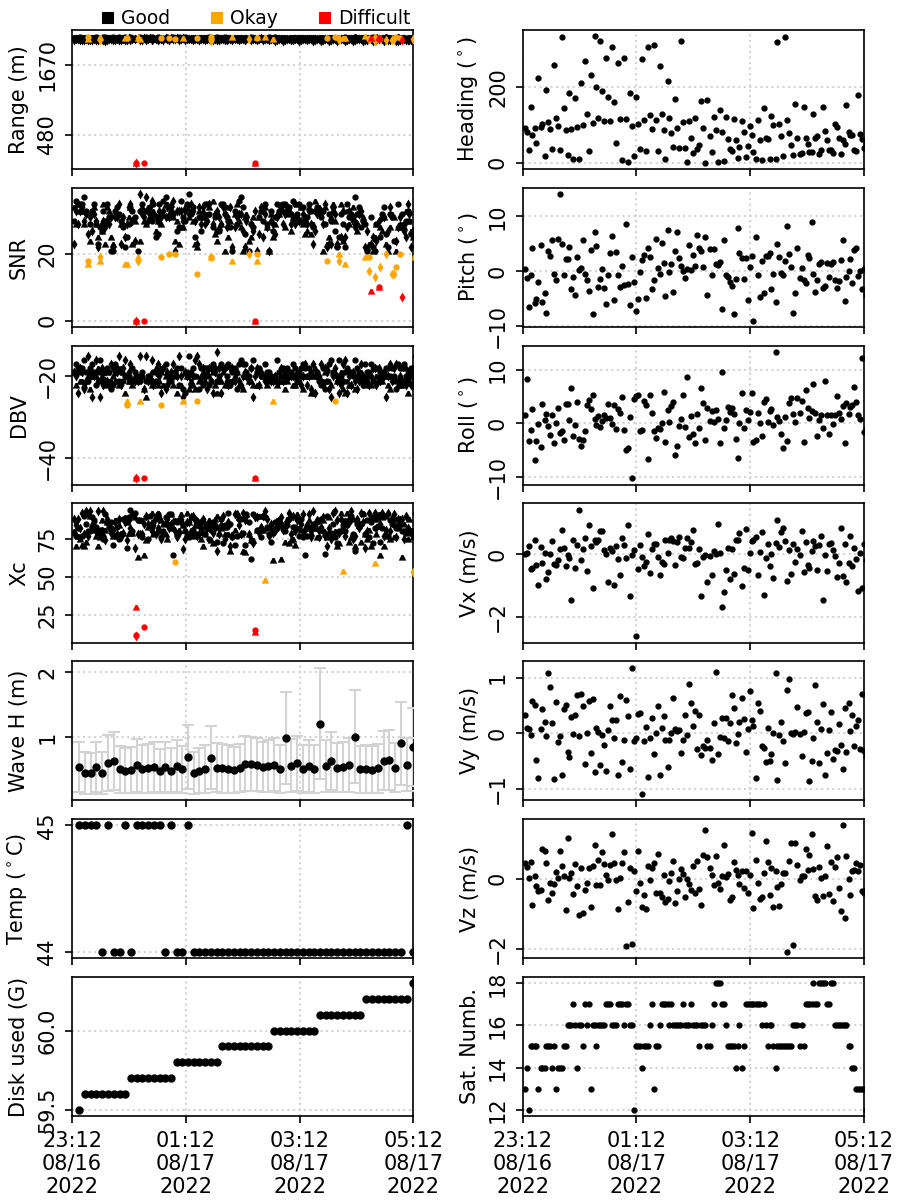 Good Okay Difficult
Range (m) 1670 480
Heading (°) 200 0
SNR 20 0
Pitch (°) 10 0 −10
DBV −20 −40
Roll (°) 10 0 −10
Xc 75 50 25
Vx (m/s) 0 −2
Wave H (m) 2 1
Vy (m/s) 1 0 −1
Temp (°C) 45 44
Vz (m/s) 0 −2
Disk used (G) 60.0 59.5
Sat. Numb. 18 16 14 12
23:12 01:12 03:12 05:12 23:12 01:12 03:12 05:12
08/16 08/17 08/17 08/17 08/16 08/17 08/17 08/17
2022 2022 2022 2022 2022 2022 2022 2022